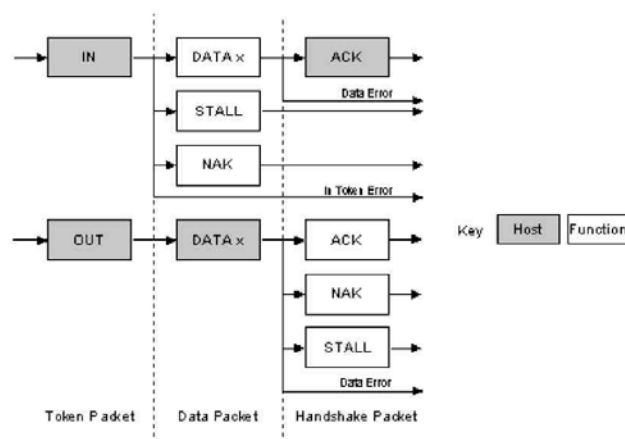 IN
DATA x
ACK
Data Error
STALL
NAK
In Token Error
OUT
DATA x
ACK
Key
Host
Function
NAK
STALL
Data Error
Token Packet
Data Packet
Handshake Packet